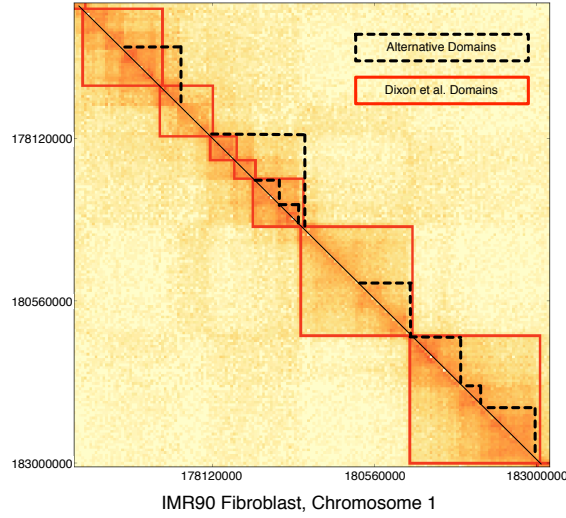 Alternative Domains
Dixon et al. Domains
178120000
180560000
183000000
178120000
180560000
183000000
IMR90 Fibroblast, Chromosome 1